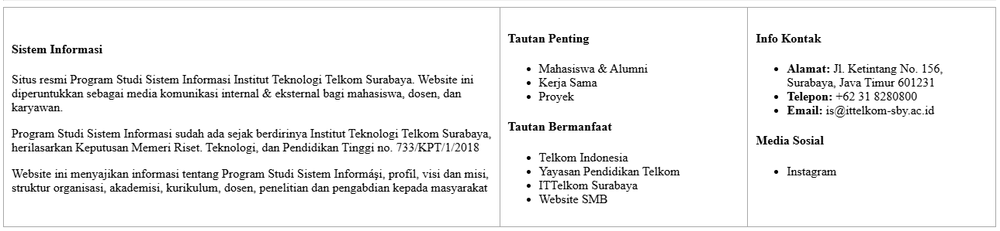 Sistem Informasi
Situs resmi Program Studi Sistem Informasi Institut Teknologi Telkom Surabaya. Website ini
diperuntukkan sebagai media komunikasi internal & eksternal bagi mahasiswa, dosen, dan
karyawan.
Program Studi Sistem Informasi sudah ada sejak berdirinya Institut Teknologi Telkom Surabaya,
herilasarkan Keputusan Memeri Riset. Teknologi, dan Pendidikan Tinggi no. 733/KPT/1/2018
Website ini menyajikan informasi tentang Program Studi Sistem Informáşi, profil, visi dan misi,
struktur organisasi, akademisi, kurikulum, dosen, penelitian dan pengabdian kepada masyarakat
Tautan Penting
• Mahasiswa & Alumni
• Kerja Sama
• Proyek
Tautan Bermanfaat
• Telkom Indonesia
• Yayasan Pendidikan Telkom
• ITTelkom Surabaya
• Website SMB
Info Kontak
• Alamat: Jl. Ketintang No. 156,
Surabaya, Java Timur 601231
• Telepon: +62 31 8280800
• Email: is@ittelkom-sby.ac.id
Media Sosial
• Instagram